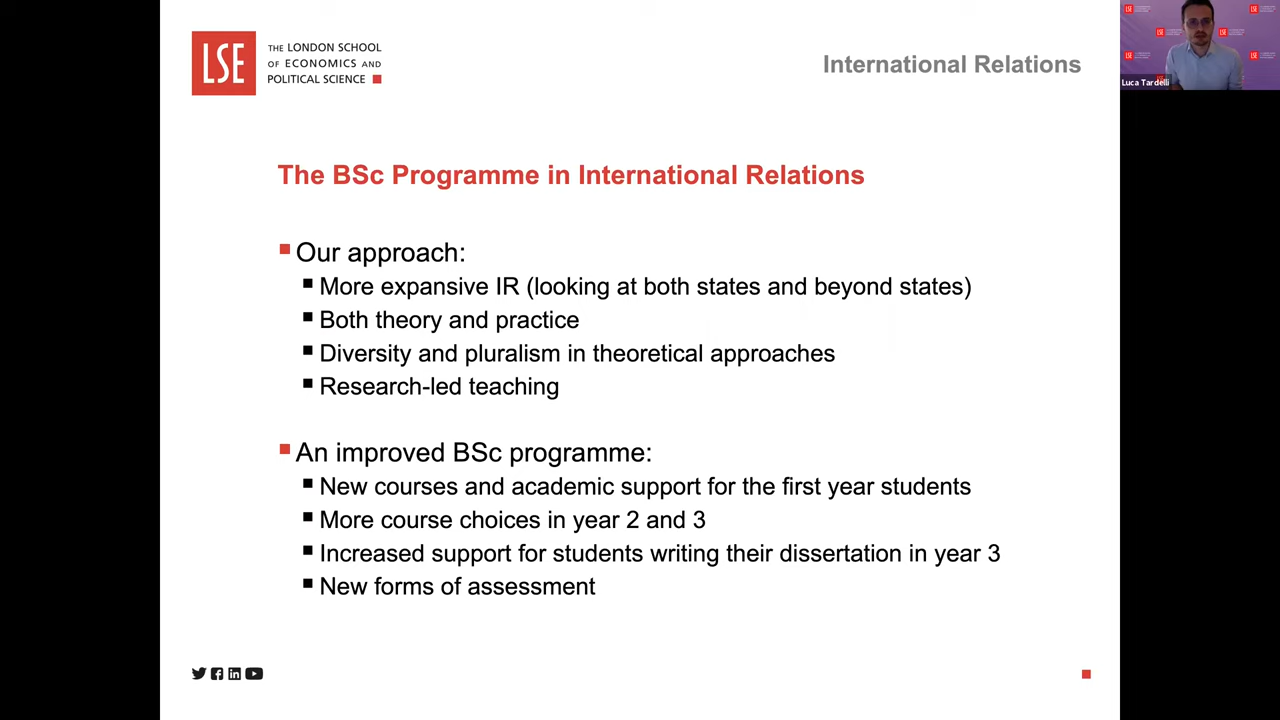 LSE
THE LONDON SCHOOL
OF ECONOMICS AND
POLITICAL SCIENCE
International Relations
Luca Tardelli
The BSc Programme in International Relations
Our approach:
More expansive IR (looking at both states and beyond states)
Both theory and practice
Diversity and pluralism in theoretical approaches
Research-led teaching
An improved BSc programme:
New courses and academic support for the first year students
More course choices in year 2 and 3
Increased support for students writing their dissertation in year 3
New forms of assessment